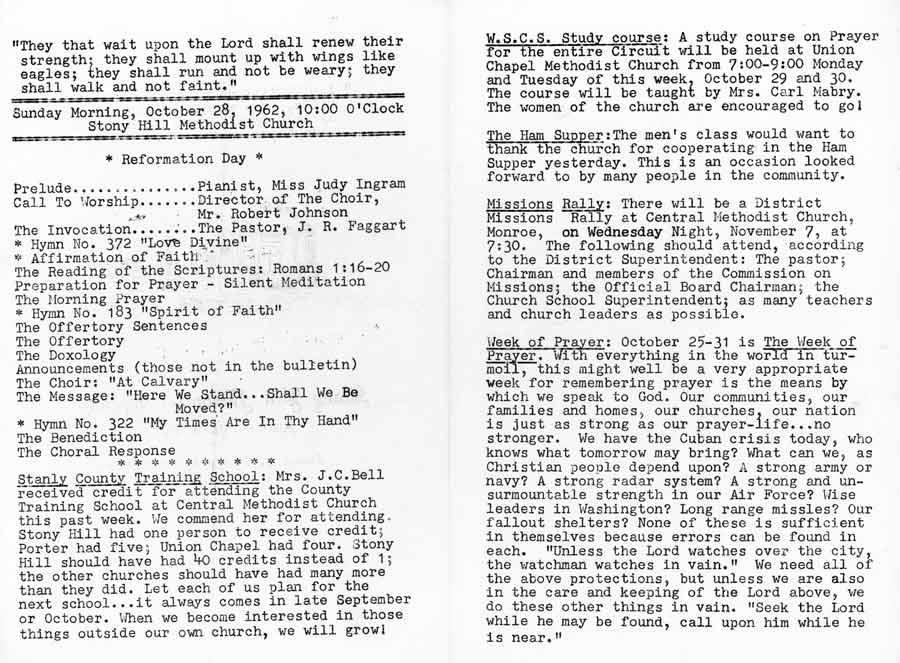 "They that wait upon the Lord shall renew their
strength; they shall mount up with wings like
eagles; they shall run and not be weary; they
shall walk and not faint."
Sunday Morning, October 28, 1962, 10:00 O'Clock
Stony Hill Methodist Church
* Reformation Day *
Prelude...............Pianist, Miss Judy Ingram
Call To Worship.......Director of The Choir,
Mr. Robert Johnson
The Invocation........The Pastor, J. R. Faggart
* Hymn No. 372 "Love Divine"
* Affirmation of Faith
The Reading of the Scriptures: Romans 1:16-20
Preparation for Prayer - Silent Meditation
The Morning Prayer
* Hymn No. 183 "Spirit of Faith"
The Offertory Sentences
The Offertory
The Doxology
Announcements (those not in the bulletin)
The Choir: "At Calvary"
The Message: "Here We Stand...Shall We Be
Moved?"
* Hymn No. 322 "My Times Are In Thy Hand"
The Benediction
The Choral Response
* * * * * * * * * *
Stanly County Training School: Mrs. J.C.Bell
received credit for attending the County
Training School at Central Methodist Church
this past week. We commend her for attending.
Stony Hill had one person to receive credit;
Porter had five; Union Chapel had four. Stony
Hill should have had 40 credits instead of 1;
the other churches should have had many more
than they did. Let each of us plan for the
next school...it always comes in late September
or October. When we become interested in those
things outside our own church, we will grow!
W.S.C.S. Study course: A study course on Prayer
for the entire Circuit will be held at Union
Chapel Methodist Church from 7:00-9:00 Monday
and Tuesday of this week, October 29 and 30.
The course will be taught by Mrs. Carl Mabry.
The women of the church are encouraged to go!
The Ham Supper:The men's class would want to
thank the church for cooperating in the Ham
Supper yesterday. This is an occasion looked
forward to by many people in the community.
Missions Rally: There will be a District
Missions Rally at Central Methodist Church,
Monroe, on Wednesday Night, November 7, at
7:30. The following should attend, according
to the District Superintendent: The pastor;
Chairman and members of the Commission on
Missions; the Official Board Chairman; the
Church School Superintendent; as many teachers
and church leaders as possible.
Week of Prayer: October 25-31 is The Week of
Prayer. With everything in the world in tur-
moil, this might well be a very appropriate
week for remembering prayer is the means by
which we speak to God. Our communities, our
families and homes, our churches, our nation
is just as strong as our prayer-life...no
stronger. We have the Cuban crisis today, who
knows what tomorrow may bring? What can we, as
Christian people depend upon? A strong army or
navy? A strong radar system? A strong and un-
surmountable strength in our Air Force? Wise
leaders in Washington? Long range missles? Our
fallout shelters? None of these is sufficient
in themselves because errors can be found in
each. "Unless the Lord watches over the city,
the watchman watches in vain." We need all of
the above protections, but unless we are also
in the care and keeping of the Lord above, we
do these other things in vain. "Seek the Lord
while he may be found, call upon him while he
is near."